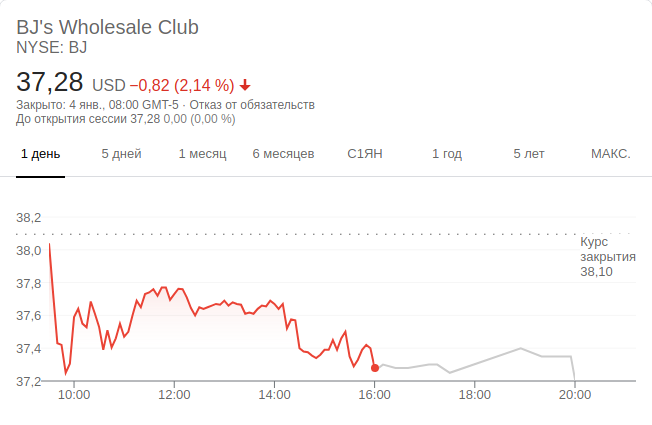 BJ's Wholesale Club
NYSE: BJ
37,28 USD −0,82 (2,14 %)
Закрыто: 4 янв., 08:00 GMT-5 · Отказ от обязательств
До открытия сессии 37,28 0,00 (0,00 %)
1 день 5 дней 1 месяц 6 месяцев С1ЯН 1 год 5 лет МАКС.
38,2
38,0
37,8
37,6
37,4
37,2
Курс
закрытия
38,10
10:00 12:00 14:00 16:00 18:00 20:00